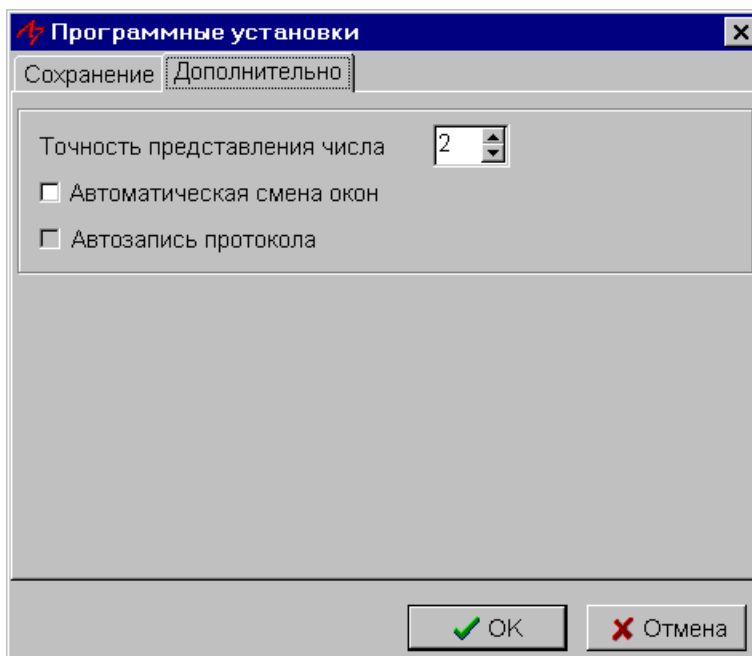 Программные установки
Сохранение Дополнительно
Точность представления числа 2
Автоматическая смена окон
Автозапись протокола
OK Отмена